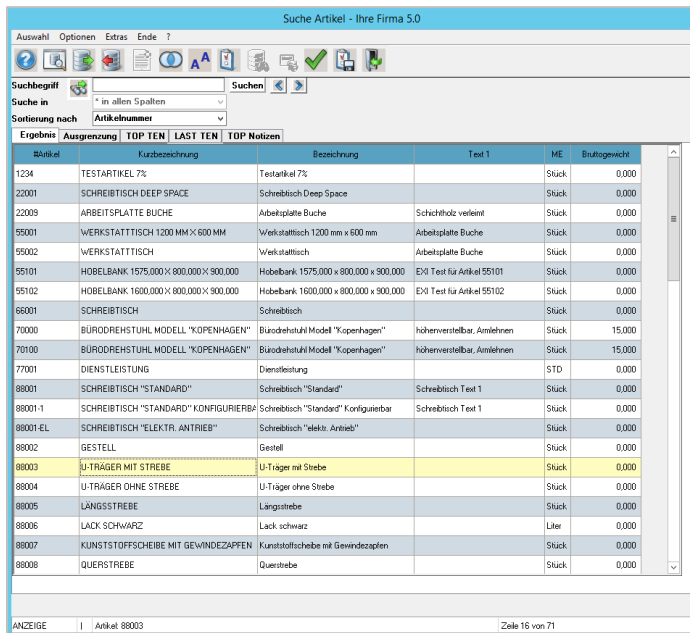 Suche Artikel - Ihre Firma 5.0
Auswahl Optionen Extras Ende ?
Suchbegriff Suchen
Suche in * in allen Spalten
Sortierung nach Artikelnummer
Ergebnis Ausgrenzung TOP TEN LAST TEN TOP Notizen
#Artikel Kurzbezeichnung Bezeichnung Text 1 ME Bruttogewicht
1234 TESTARTIKEL 7% Testartikel 7% Stück 0,000
22001 SCHREIBTISCH DEEP SPACE Schreibtisch Deep Space Stück 0,000
22009 ARBEITSPLATTE BUCHE Arbeitsplatte Buche Schichtholz verleimt Stück 0,000
55001 WERKSTATTTISCH 1200 MM X 600 MM Werkstatttisch 1200 mm x 600 mm Arbeitsplatte Buche Stück 0,000
55002 WERKSTATTTISCH Werkstatttisch Arbeitsplatte Buche Stück 0,000
55101 HOBELBANK 1575,000 X 800,000 X 900,000 Hobelbank 1575,000 x 800,000 x 900,000 EXI Test für Artikel 55101 Stück 0,000
55102 HOBELBANK 1600,000 X 800,000 X 900,000 Hobelbank 1600,000 x 800,000 x 900,000 EXI Test für Artikel 55102 Stück 0,000
66001 SCHREIBTISCH Schreibtisch Stück 0,000
70000 BÜRODREHSTUHL MODELL "KOPENHAGEN" Bürodrehstuhl Modell "Kopenhagen" höhenverstellbar, Armlehnen Stück 15,000
70100 BÜRODREHSTUHL MODELL "KOPENHAGEN" Bürodrehstuhl Modell "Kopenhagen" höhenverstellbar, Armlehnen Stück 15,000
77001 DIENSTLEISTUNG Dienstleistung STD 0,000
88001 SCHREIBTISCH "STANDARD" Schreibtisch "Standard" Schreibtisch Text 1 Stück 0,000
88001-1 SCHREIBTISCH "STANDARD" KONFIGURIERBA Schreibtisch "Standard" Konfigurierbar Schreibtisch Text 1 Stück 0,000
88001-EL SCHREIBTISCH "ELEKTR. ANTRIEB" Schreibtisch "elektr. Antrieb" Stück 0,000
88002 GESTELL Gestell Stück 0,000
88003 U-TRÄGER MIT STREBE U-Träger mit Strebe Stück 0,000
88004 U-TRÄGER OHNE STREBE U-Träger ohne Strebe Stück 0,000
88005 LÄNGSSTREBE Längsstrebe Stück 0,000
88006 LACK SCHWARZ Lack schwarz Liter 0,000
88007 KUNSTSTOFFSCHEIBE MIT GEWINDEZAPFEN Kunststoffscheibe mit Gewindezapfen Stück 0,000
88008 QUERSTREBE Querstrebe Stück 0,000
ANZEIGE | Artikel: 88003 Zeile 16 von 71